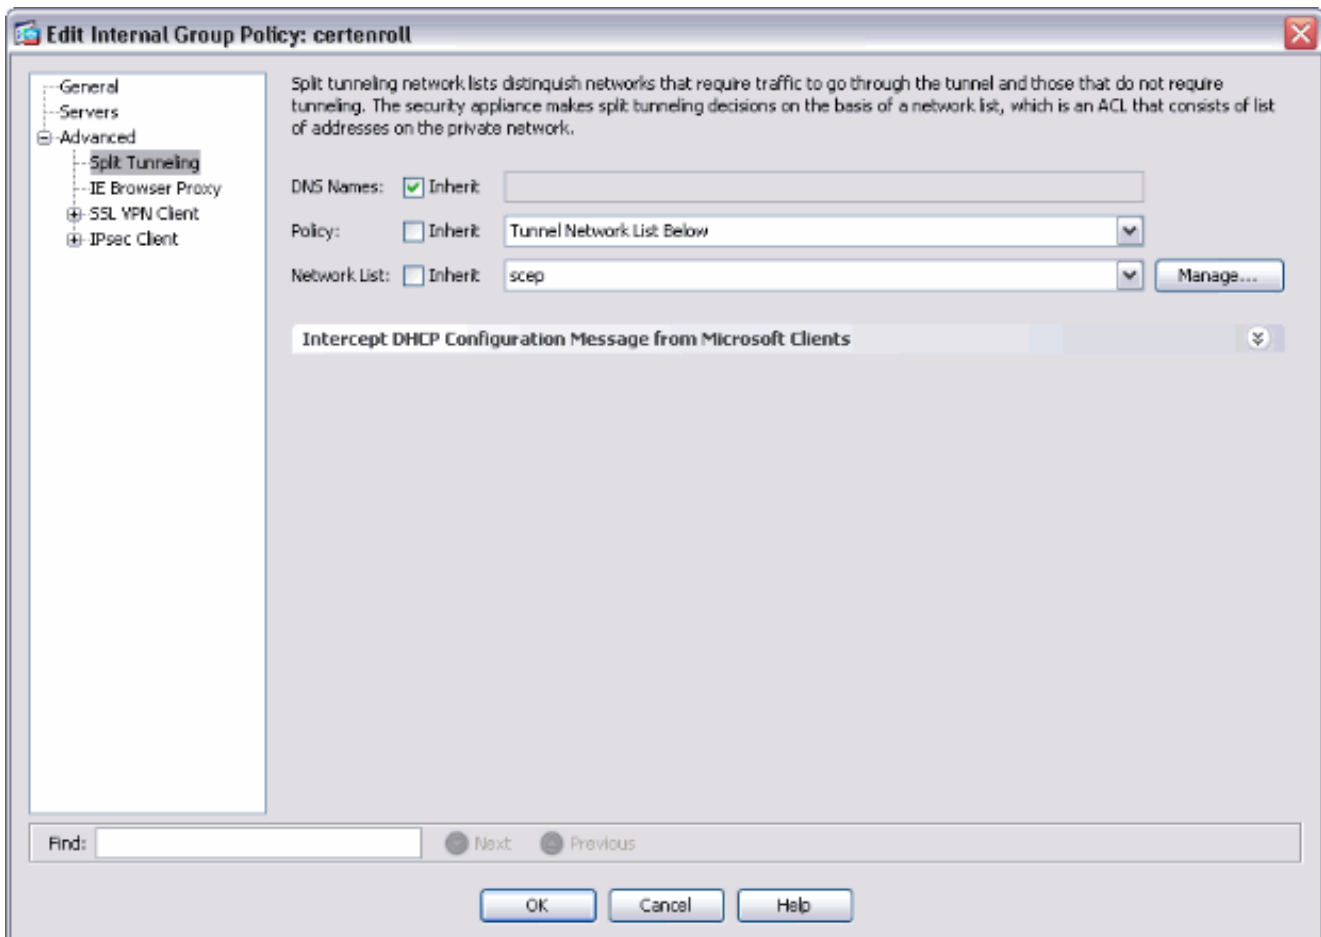 Edit Internal Group Policy: certenroll
General
Servers
Advanced
Split Tunneling
IE Browser Proxy
SSL VPN Client
IPsec Client
Split tunneling network lists distinguish networks that require traffic to go through the tunnel and those that do not require
tunneling. The security appliance makes split tunneling decisions on the basis of a network list, which is an ACL that consists of list
of addresses on the private network.
DNS Names: Inherit
Policy: Inherit Tunnel Network List Below
Network List: Inherit scep Manage...
Intercept DHCP Configuration Message from Microsoft Clients
Find: Next Previous
OK Cancel Help